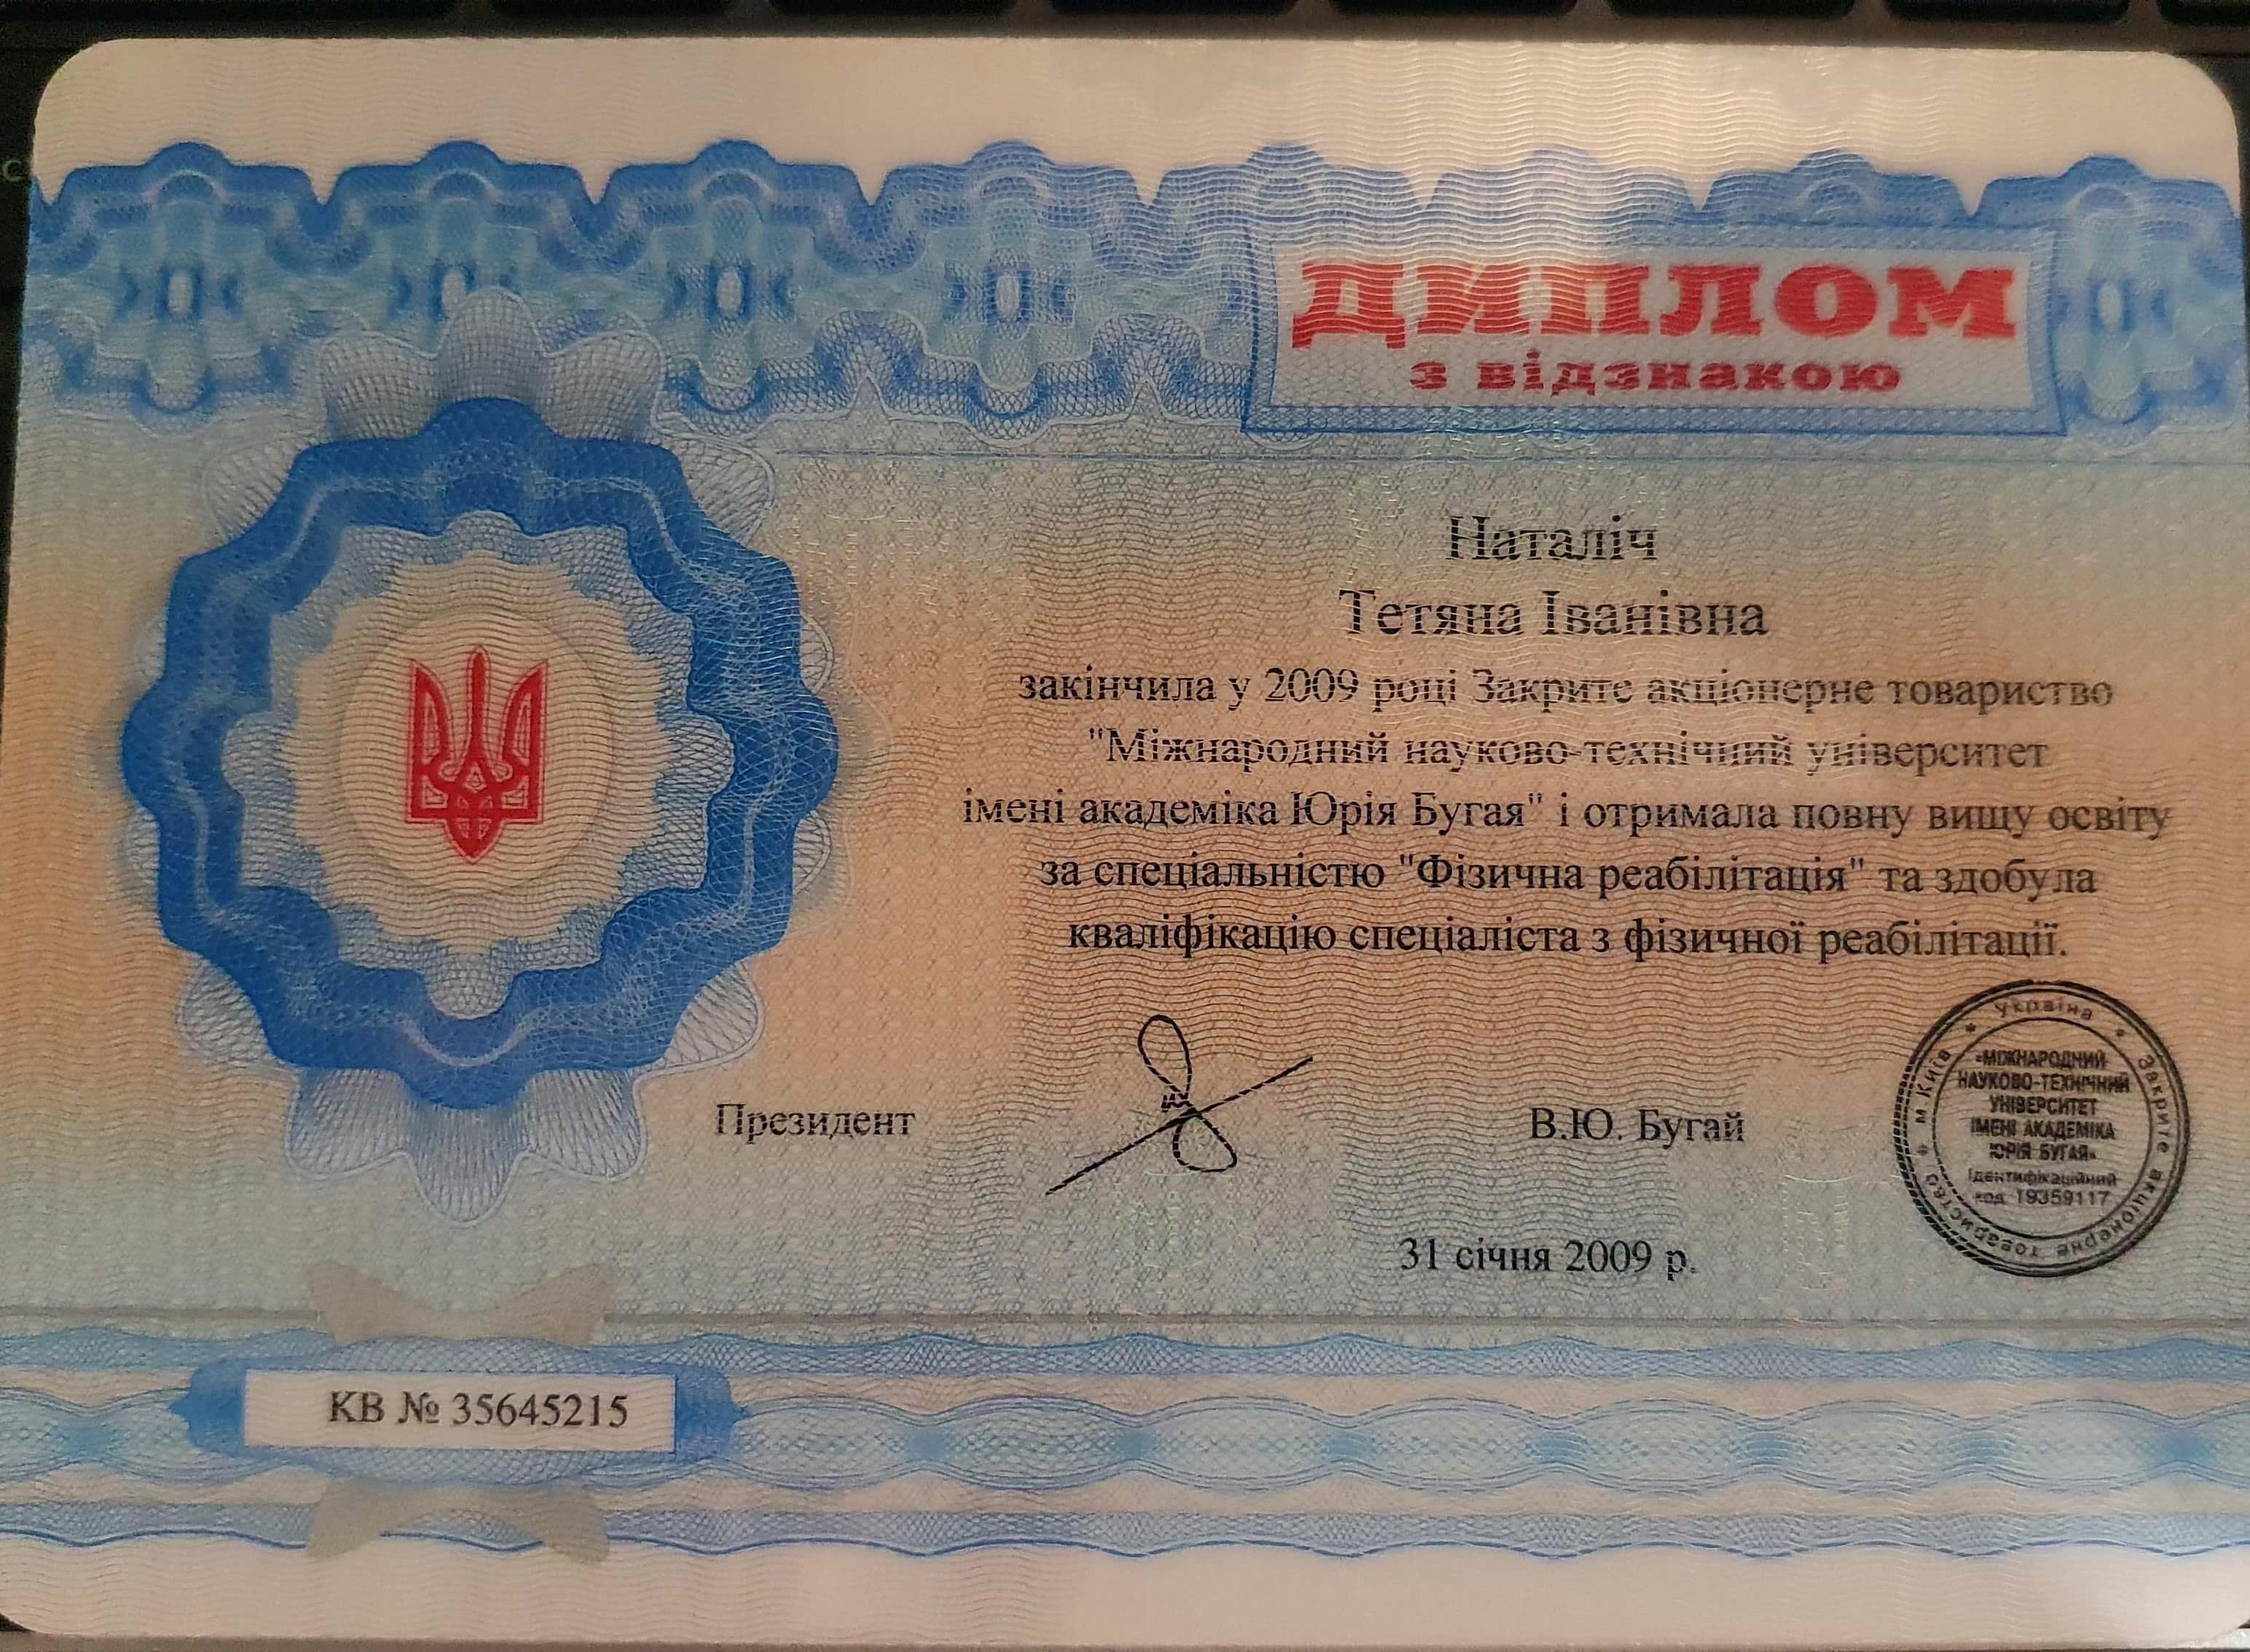 ДИПЛОМ
з відзнакою
Наталіч
Тетяна Іванівна
закінчила у 2009 році Закрите акціонерне товариство
"Міжнародний науково-технічний університет
імені академіка Юрія Бугая" і отримала повну вищу освіту
за спеціальністю "Фізична реабілітація" та здобула
кваліфікацію спеціаліста з фізичної реабілітації.
Президент
В.Ю. Бугай
Україна * Закрите акціонерне товариство * м.Київ *
«МІЖНАРОДНИЙ
НАУКОВО-ТЕХНІЧНИЙ
УНІВЕРСИТЕТ
ІМЕНІ АКАДЕМІКА
ЮРІЯ БУГАЯ»
Ідентифікаційний
код 19359117
31 січня 2009 р.
КВ № 35645215